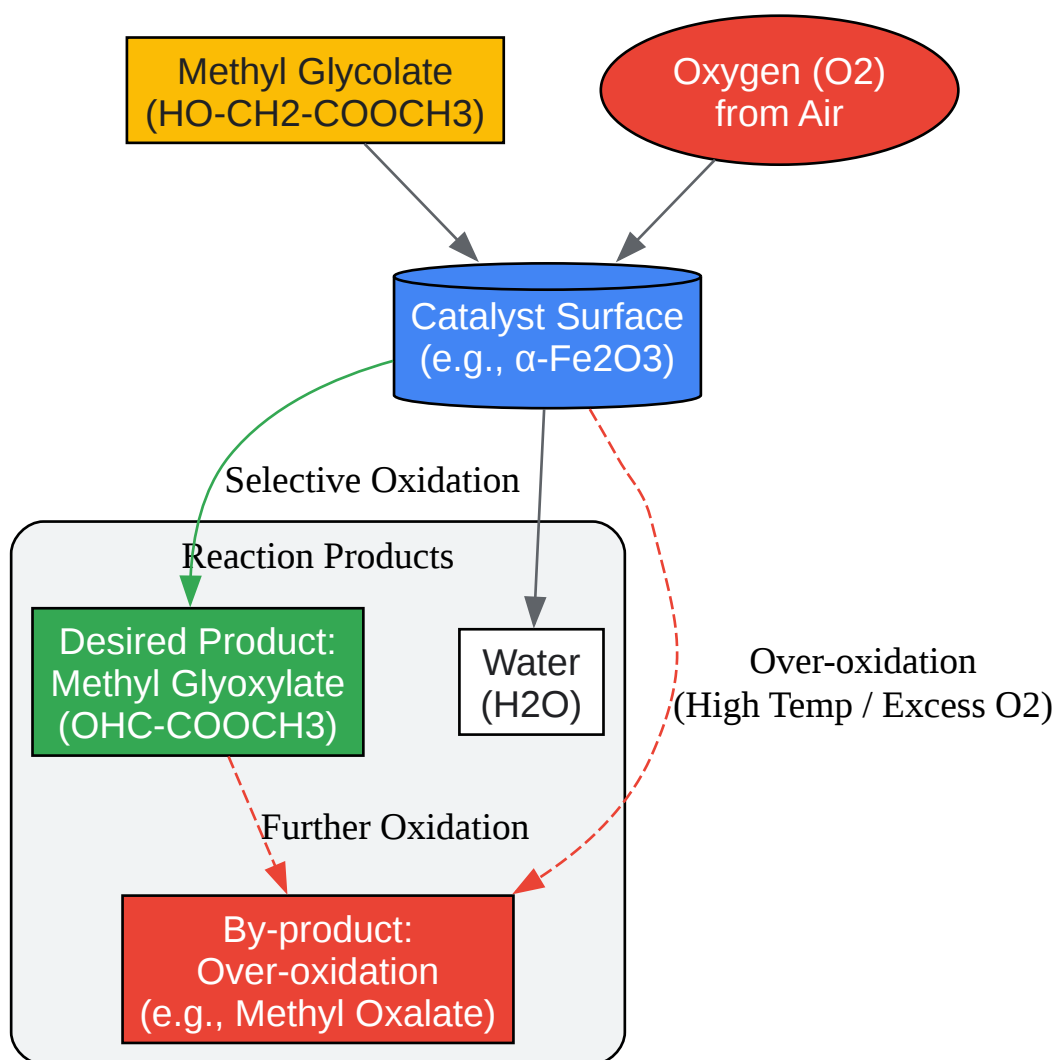 Methyl Glycolate
(HO-CH2-COOCH3)
Oxygen (O2)
from Air
Catalyst Surface
(e.g., α-Fe2O3)
Selective Oxidation
Reaction Products
Desired Product:
Methyl Glyoxylate
(OHC-COOCH3)
Water
(H2O)
Over-oxidation
(High Temp / Excess O2)
Further Oxidation
By-product:
Over-oxidation
(e.g., Methyl Oxalate)